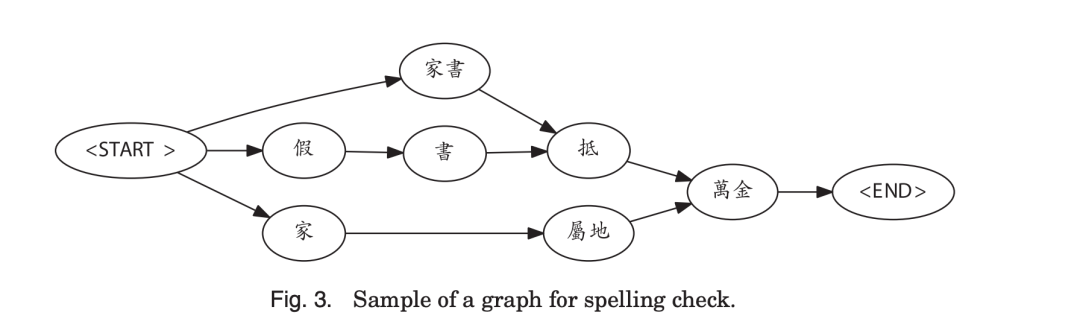 家書
<START > 假 書 抵
萬金 <END>
家 屬地
Fig. 3. Sample of a graph for spelling check.